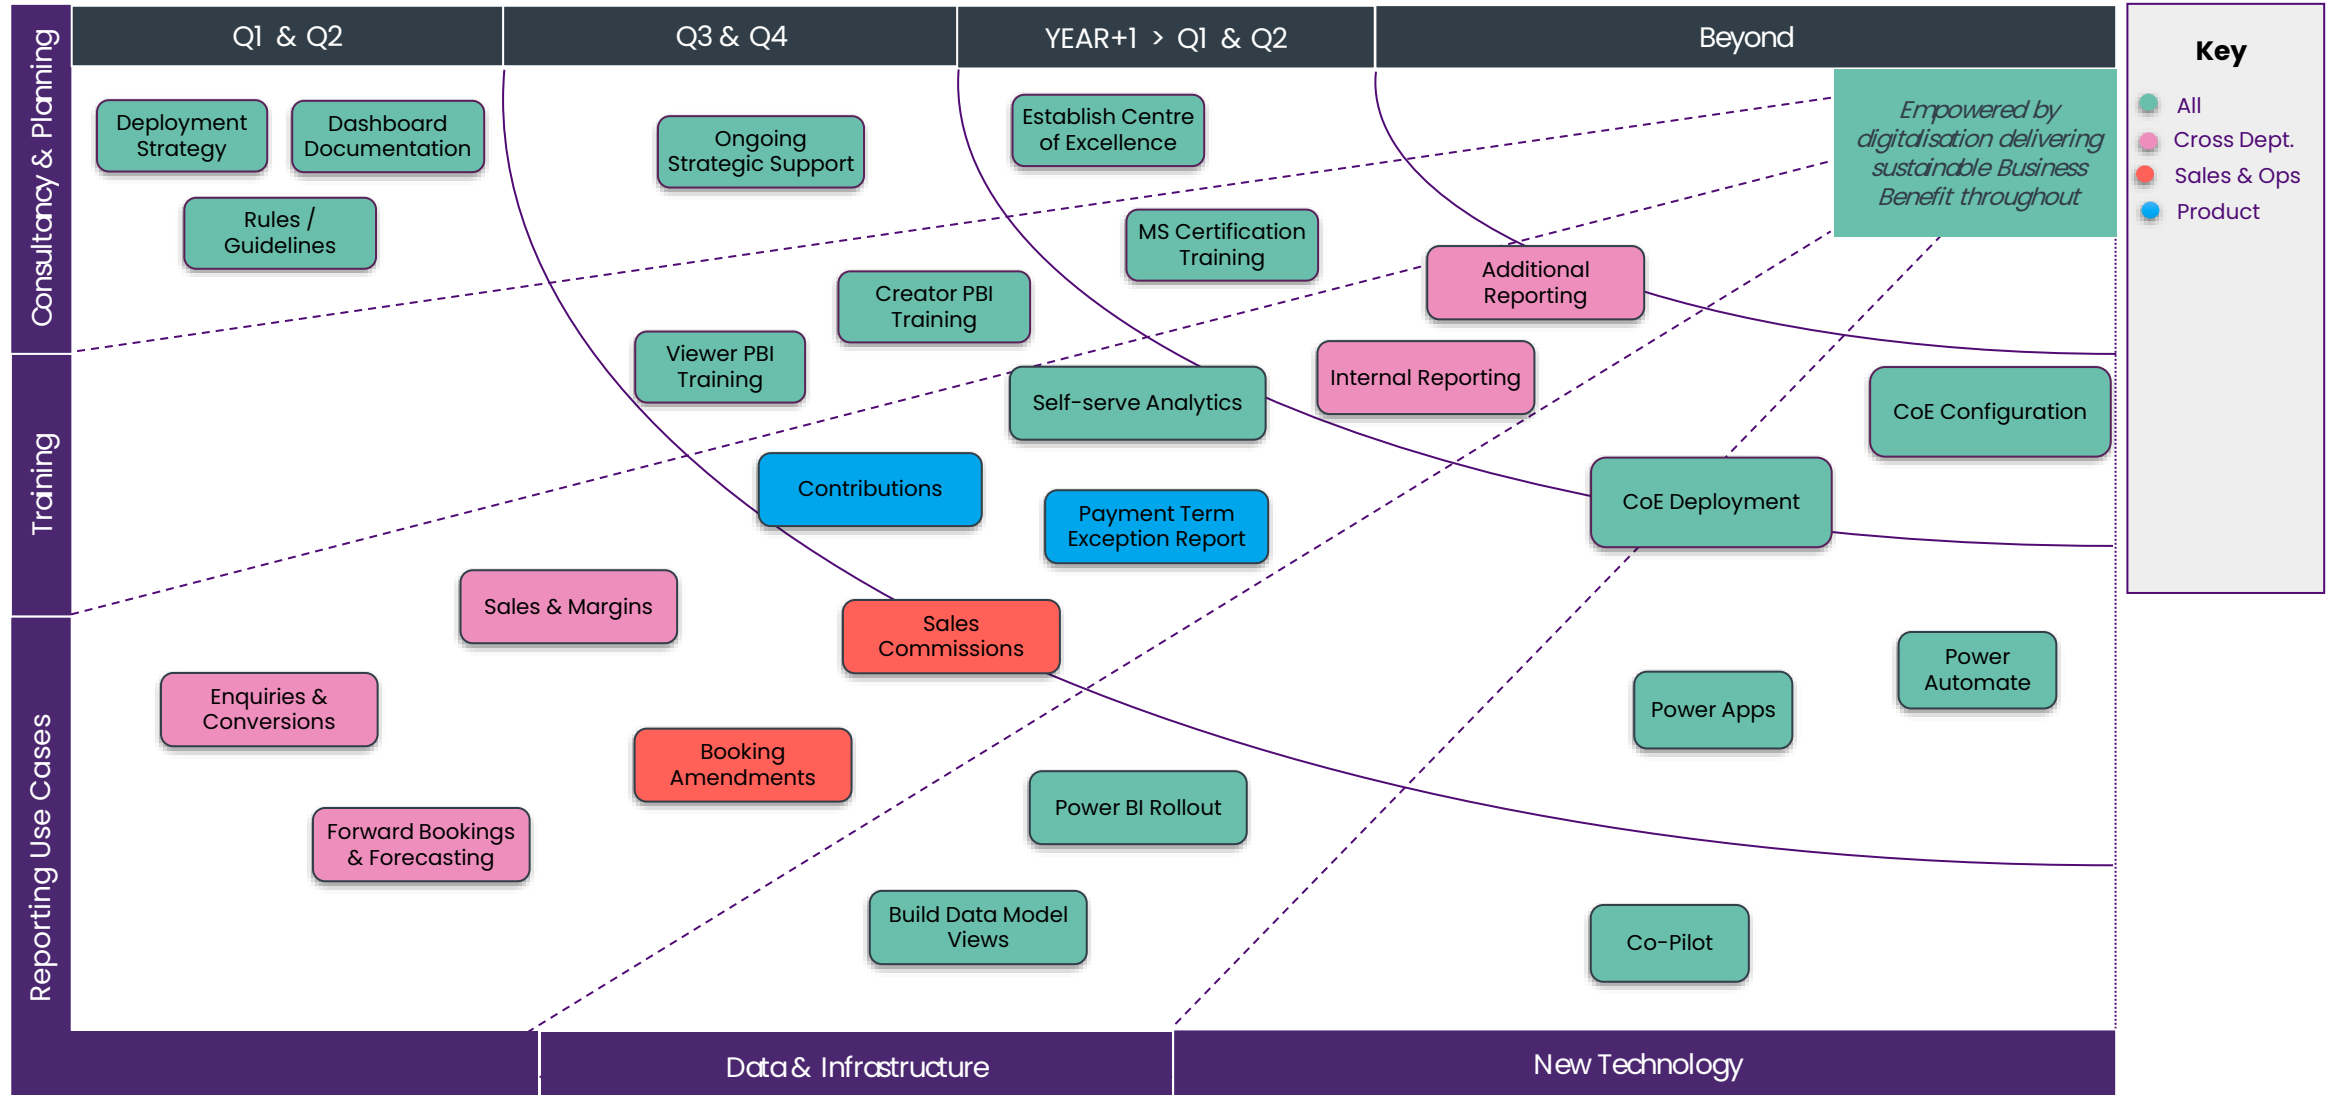 Q1 & Q2
Q3 & Q4
YEAR+1 > Q1 & Q2
Beyond
Key
All
Cross Dept.
Sales & Ops
Product
Consultancy & Planning
Training
Reporting Use Cases
Deployment
Strategy
Dashboard
Documentation
Rules /
Guidelines
Ongoing
Strategic Support
Establish Centre
of Excellence
Empowered by
digitalisation delivering
sustainable Business
Benefit throughout
MS Certification
Training
Creator PBI
Training
Viewer PBI
Training
Additional
Reporting
Internal Reporting
Self-serve Analytics
CoE Configuration
Contributions
Payment Term
Exception Report
CoE Deployment
Sales & Margins
Sales
Commissions
Enquiries &
Conversions
Booking
Amendments
Forward Bookings
& Forecasting
Power BI Rollout
Build Data Model
Views
Power Apps
Power
Automate
Co-Pilot
Data & Infrastructure
New Technology